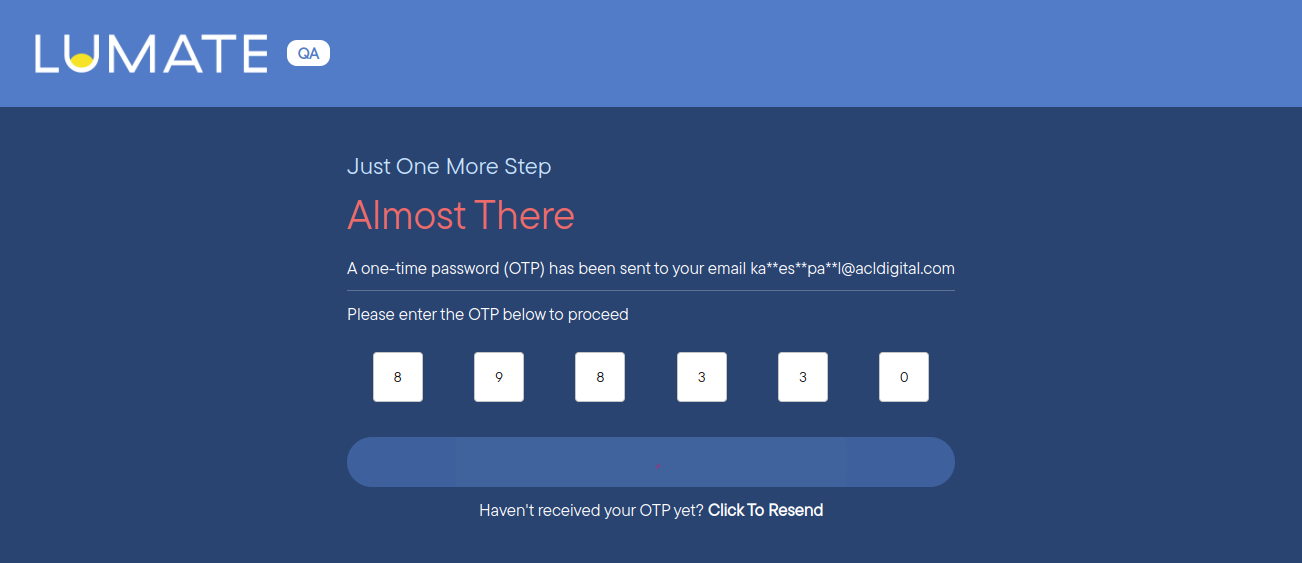 LUMATE QA
Just One More Step
Almost There
A one-time password (OTP) has been sent to your email ka**es**pa**l@acldigital.com
Please enter the OTP below to proceed
8 9 8 3 3 0
Haven't received your OTP yet? Click To Resend